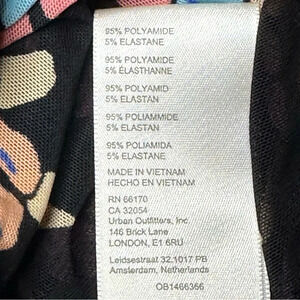 95% POLYAMIDE
5% ELASTANE
95% POLYAMIDE
5% ÉLASTHANNE
95% POLYAMID
5% ELASTAN
95% POLIAMMIDE
5% ELASTAN
95% POLIAMIDA
5% ELASTANE
MADE IN VIETNAM
HECHO EN VIETNAM
RN 66170
CA 32054
Urban Outfitters, Inc.
146 Brick Lane
LONDON, E1 6RU
Leidsestraat 32,1017 PB
Amsterdam, Netherlands
OB1466366